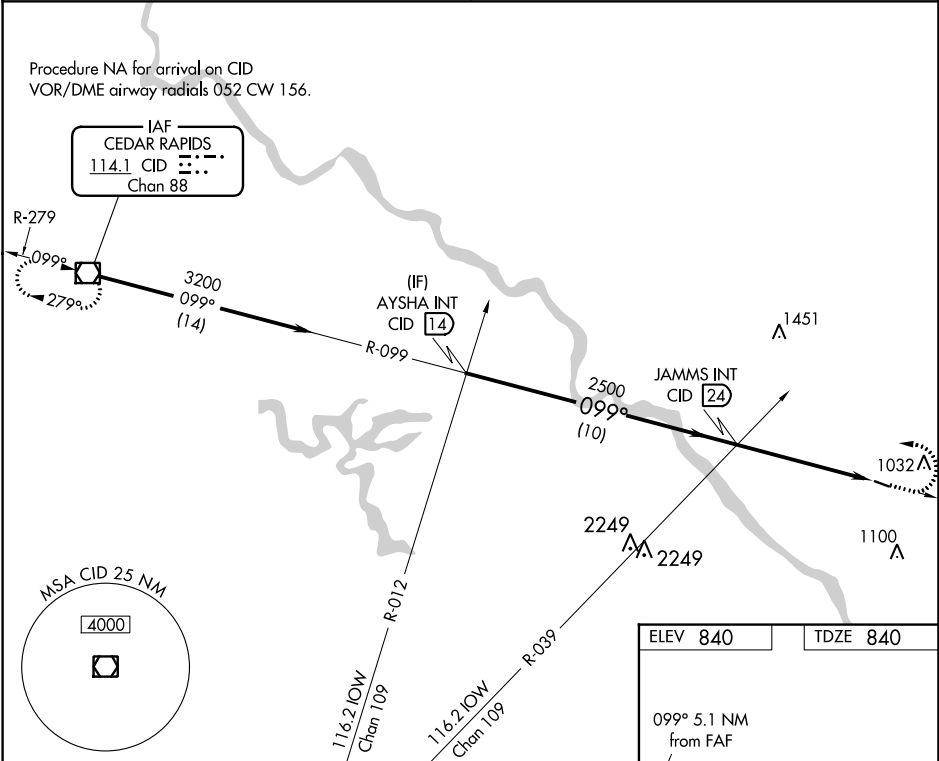 Procedure NA for arrival on CID
VOR/DME airway radials 052 CW 156.
IAF
CEDAR RAPIDS
114.1 CID
Chan 88
R-279
099°
279°
3200
099°
(14)
R-099
(IF)
AYSHA INT
CID 14
2500
099°
(10)
JAMMS INT
CID 24
1451
1032
1100
2249
2249
R-012
116.2 IOW
Chan 109
R-039
116.2 IOW
Chan 109
MSA CID 25 NM
4000
ELEV 840
TDZE 840
099° 5.1 NM
from FAF